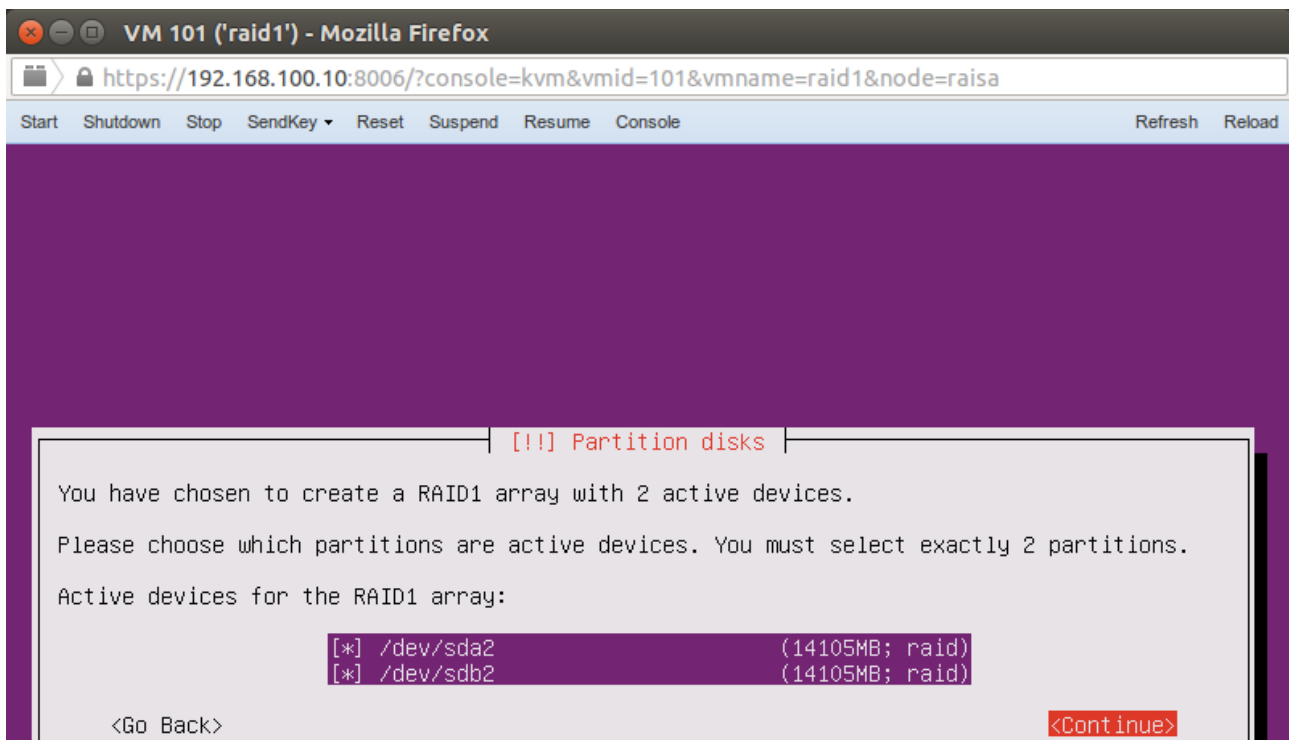 VM 101 ('raid1') - Mozilla Firefox
https://192.168.100.10:8006/?console=kvm&vmid=101&vmname=raid1&node=raisa
Start Shutdown Stop SendKey Reset Suspend Resume Console Refresh Reload
[!!] Partition disks
You have chosen to create a RAID1 array with 2 active devices.
Please choose which partitions are active devices. You must select exactly 2 partitions.
Active devices for the RAID1 array:
[*] /dev/sda2 (14105MB; raid)
[*] /dev/sdb2 (14105MB; raid)
<Go Back> <Continue>